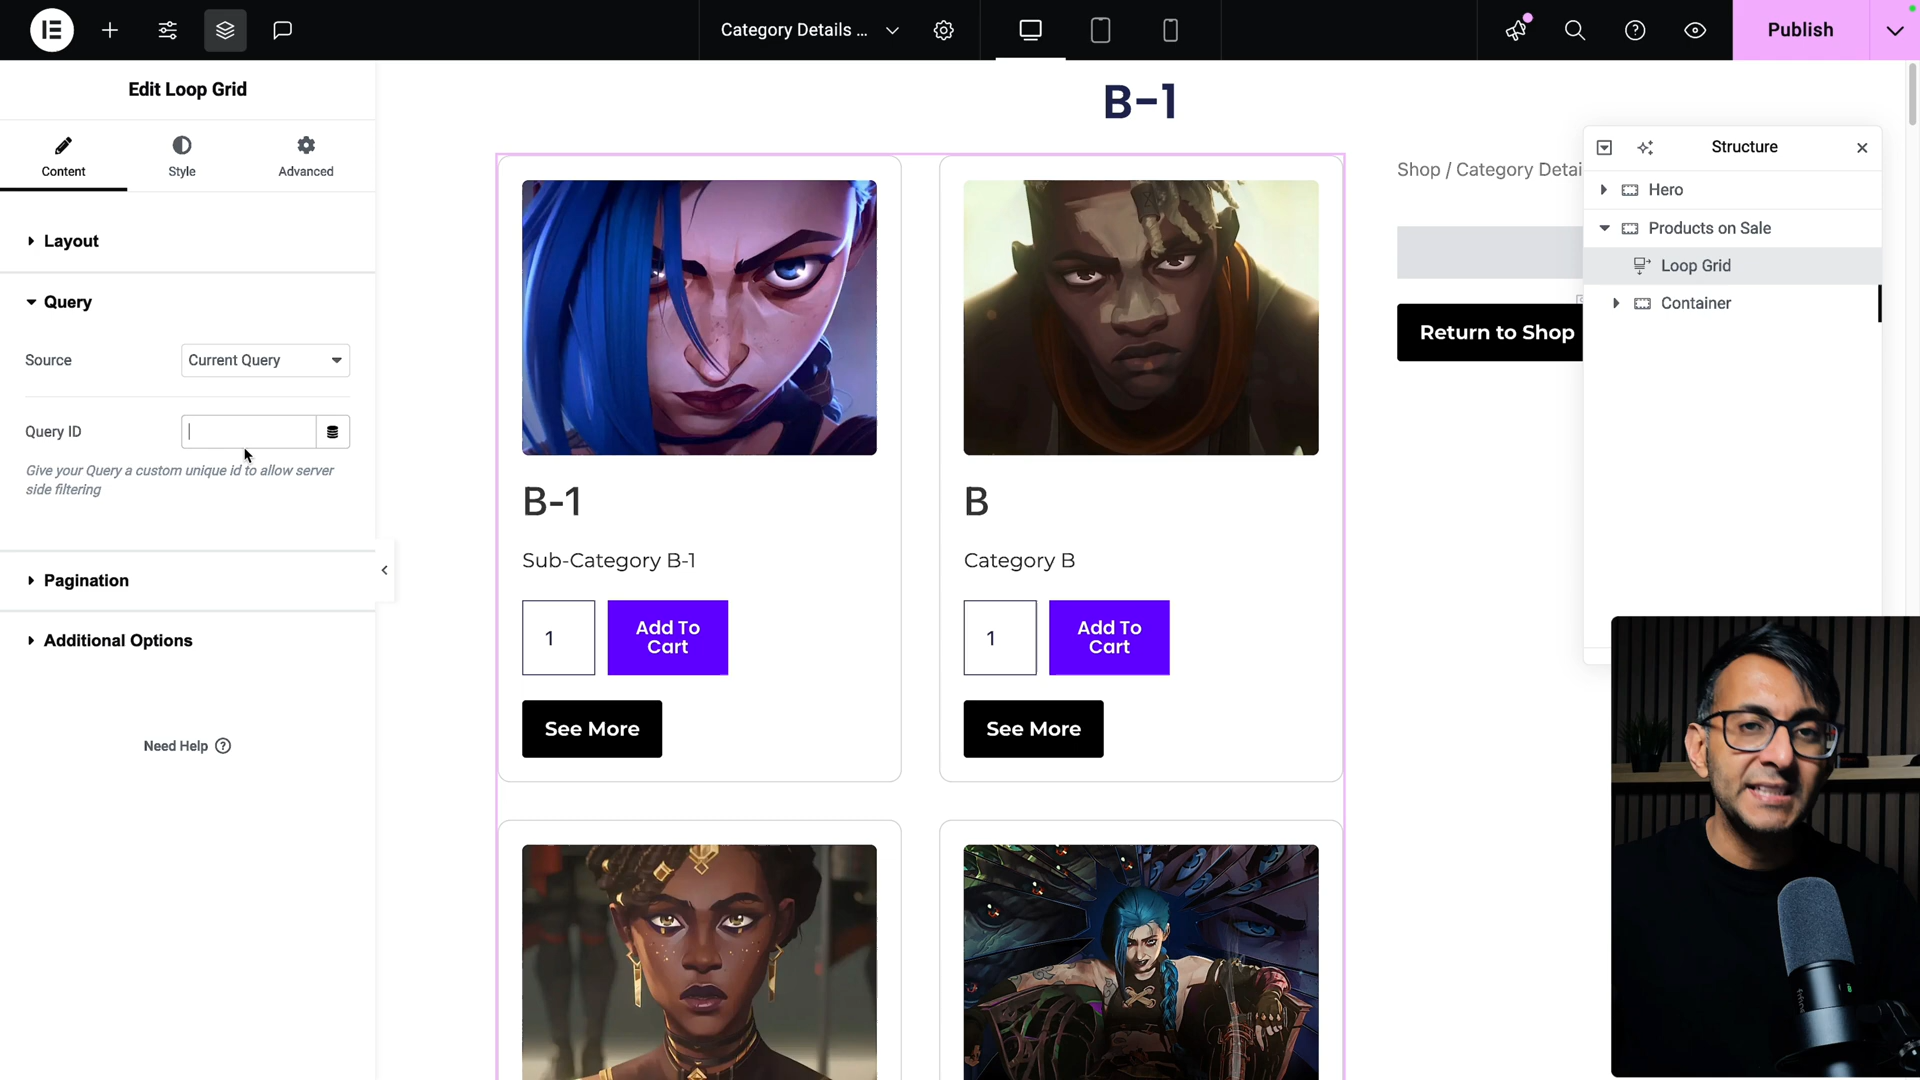 Category Details ...
Publish
Edit Loop Grid
Content
Style
Advanced
Layout
Query
Source
Current Query
Query ID
Give your Query a custom unique id to allow server
side filtering
Pagination
Additional Options
Need Help
B-1
B-1
Sub-Category B-1
1
Add To
Cart
See More
B
Category B
1
Add To
Cart
See More
Shop / Category Detai
Return to Shop
Structure
Hero
Products on Sale
Loop Grid
Container